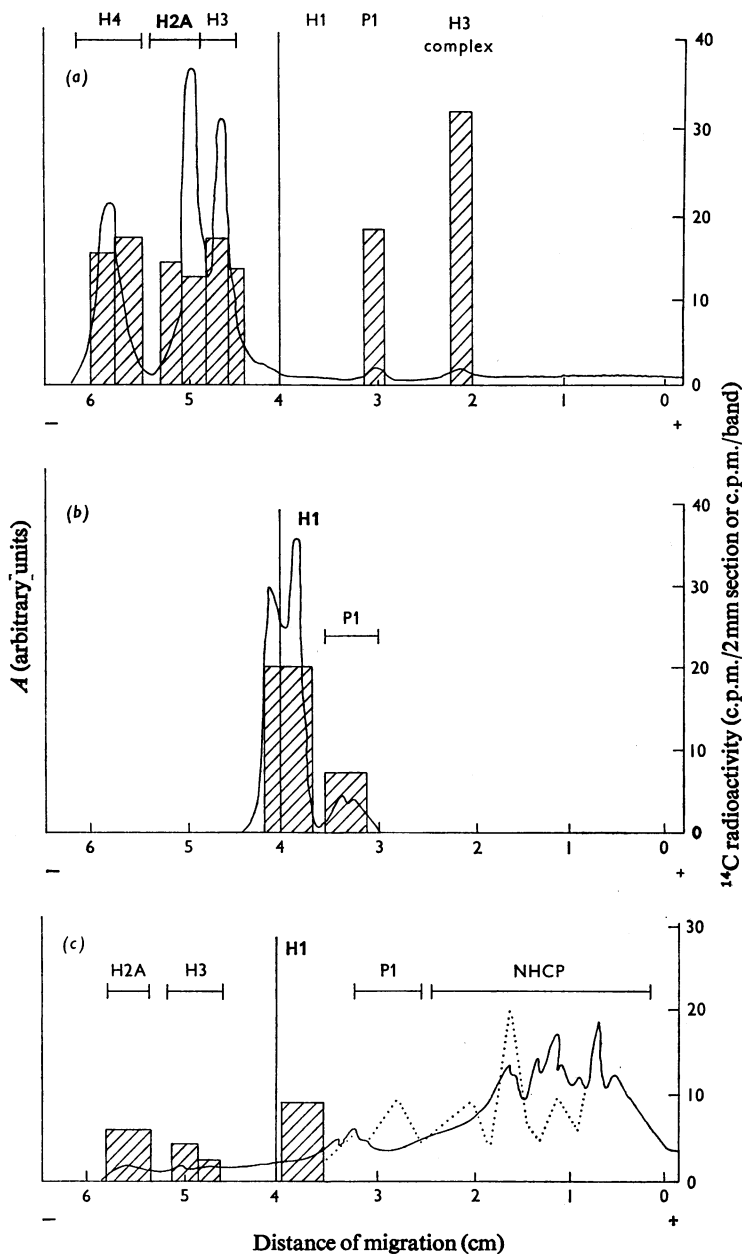 H4 H2A H3 H1 P1 H3
complex
(a)
40
30
20
10
0
6 5 4 3 2 1 0
− +
(b)
H1
P1
40
30
20
10
0
6 5 4 3 2 1 0
− +
(c)
H1
H2A H3 P1 NHCP
30
20
10
0
6 5 4 3 2 1 0
− +
A (arbitrary units)
¹⁴C radioactivity (c.p.m./2mm section or c.p.m./band)
Distance of migration (cm)